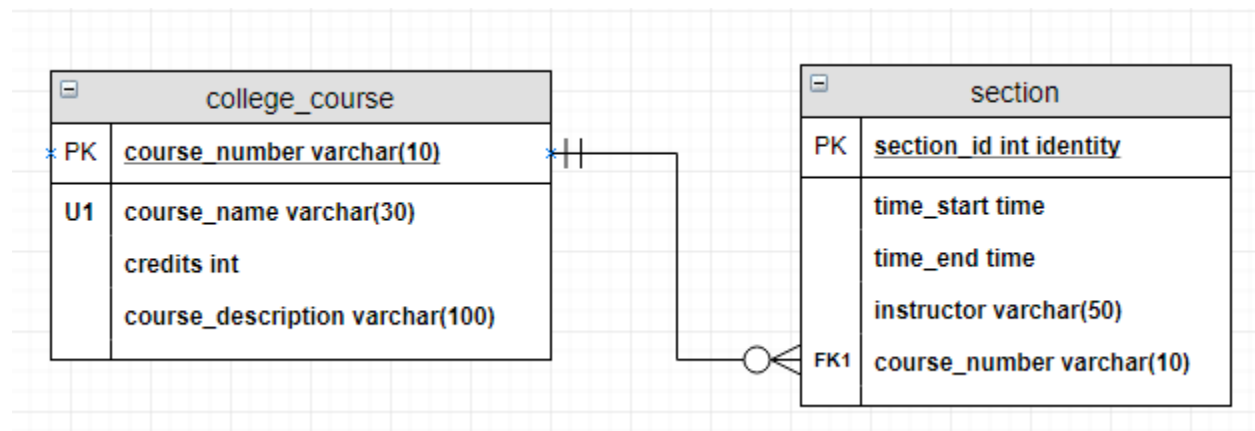 college_course
PK course_number varchar(10)
U1 course_name varchar(30)
credits int
course_description varchar(100)
section
PK section_id int identity
time_start time
time_end time
instructor varchar(50)
FK1 course_number varchar(10)